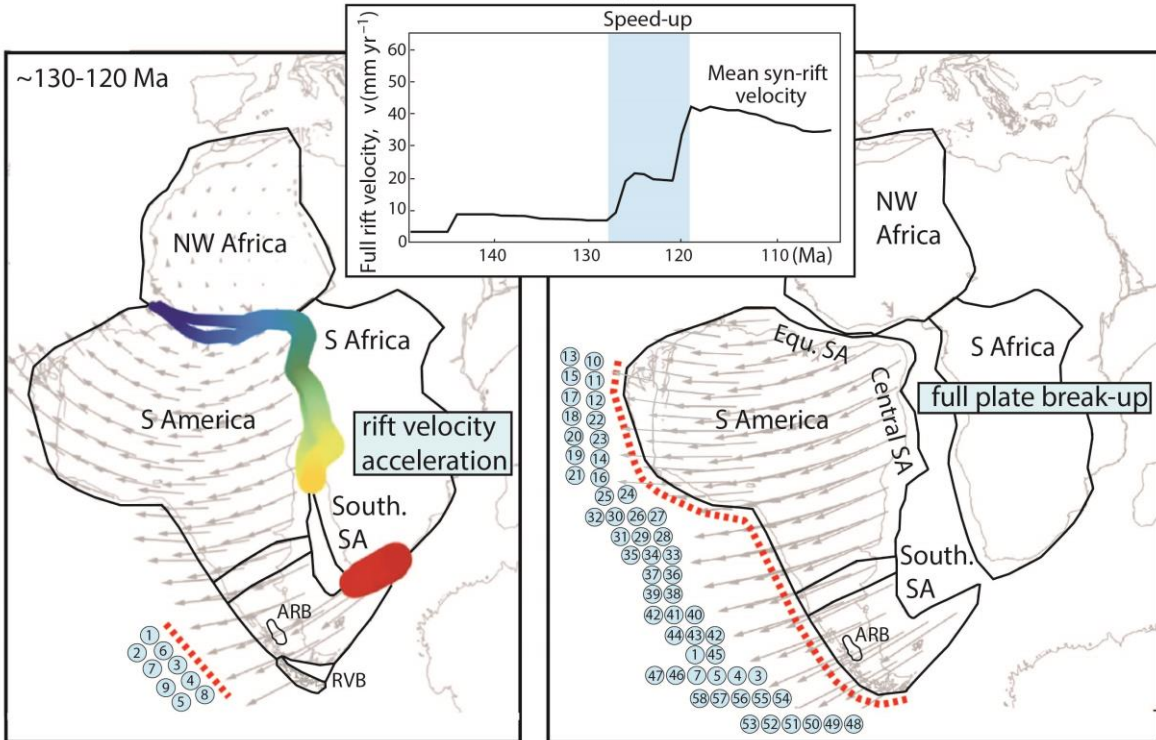 ~130-120 Ma
NW Africa
S Africa
S America
rift velocity
acceleration
South.
SA
ARB
RVB
1
2
6
7
3
4
9
8
5
Speed-up
Full rift velocity, v (mm yr⁻¹)
60
50
40
30
20
10
0
Mean syn-rift
velocity
140
130
120
110 (Ma)
NW
Africa
Equ. SA
S Africa
Central SA
S America
full plate break-up
South.
SA
ARB
13 10
15 11
17 12
18 22
20 23
19 14
21 16
25 24
32 30 26 27
31 29 28
35 34 33
37 36
39 38
42 41 40
44 43 42
1 45
47 46 7 5 4 3
58 57 56 55 54
53 52 51 50 49 48